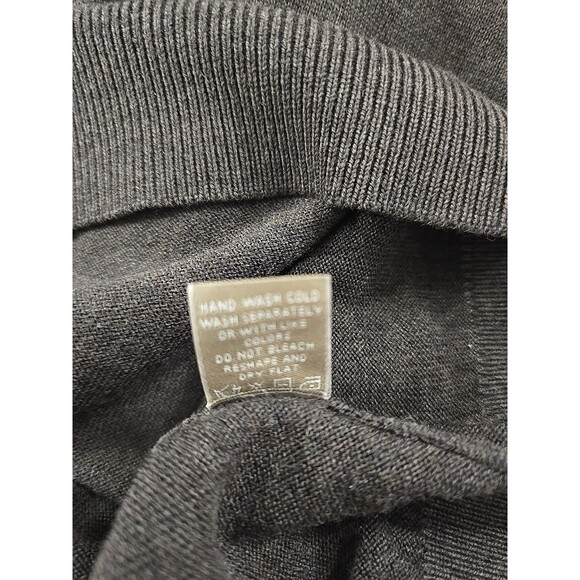 HAND WASH COLD
WASH SEPARATELY
OR WITH LIKE
COLORS
DO NOT BLEACH
RESHAPE AND
DRY FLAT